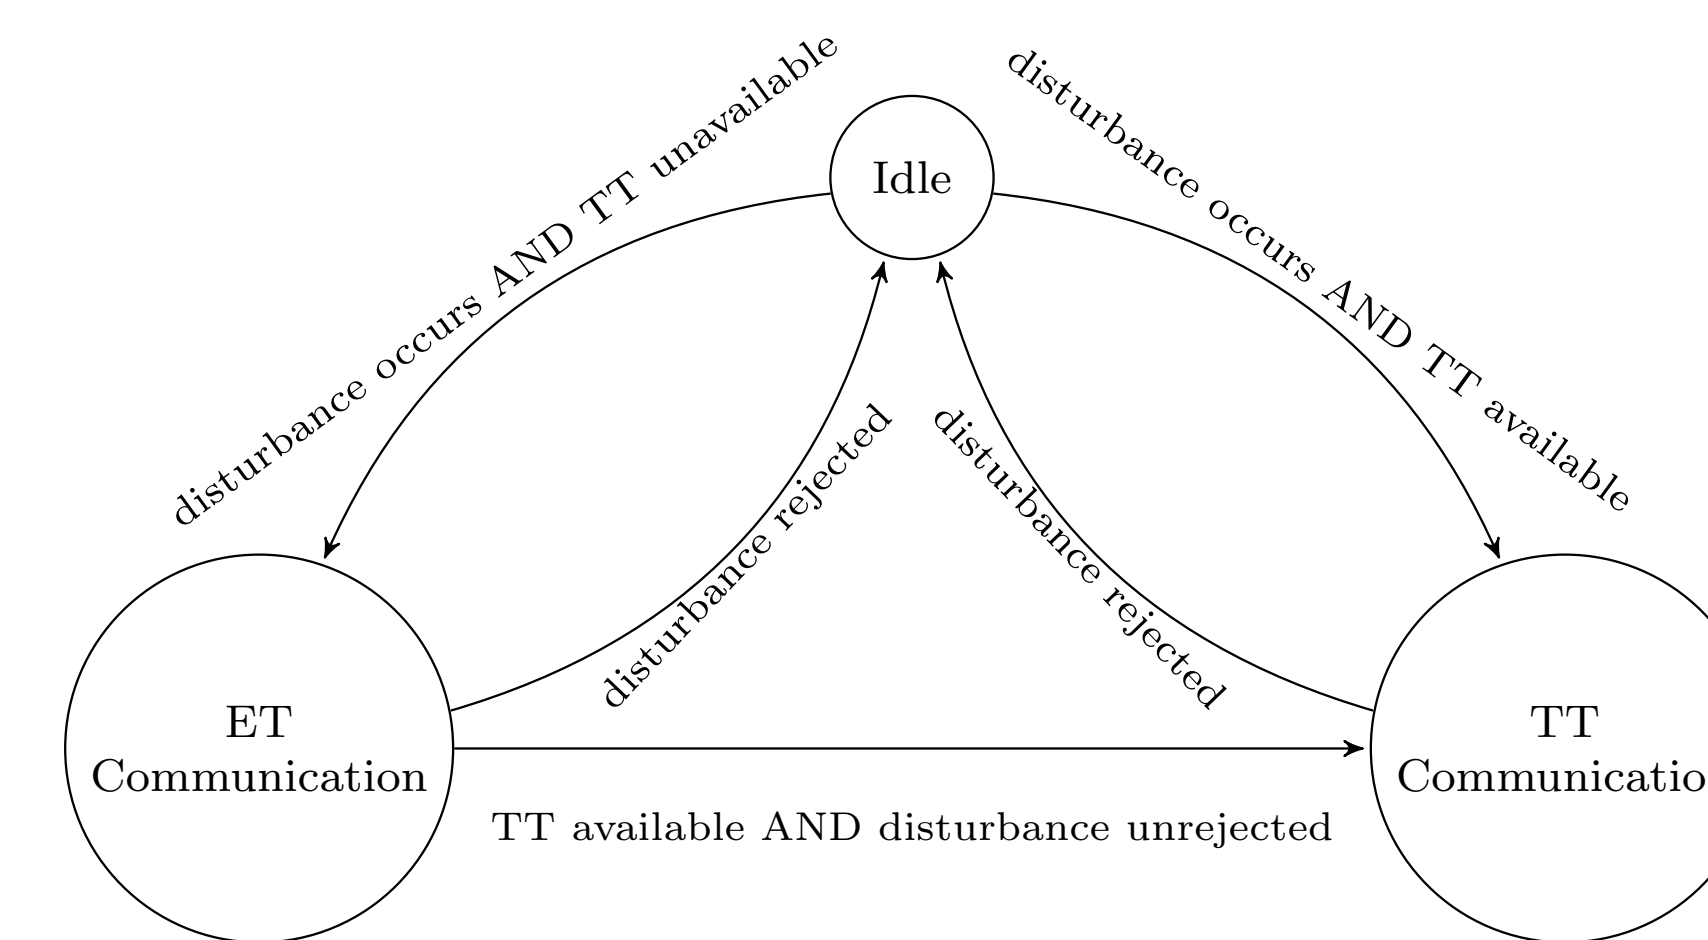 disturbance occurs AND TT unavailable
disturbance occurs AND TT available
Idle
disturbance rejected
disturbance rejected
ET
Communication
TT
Communicatio
TT available AND disturbance unrejected